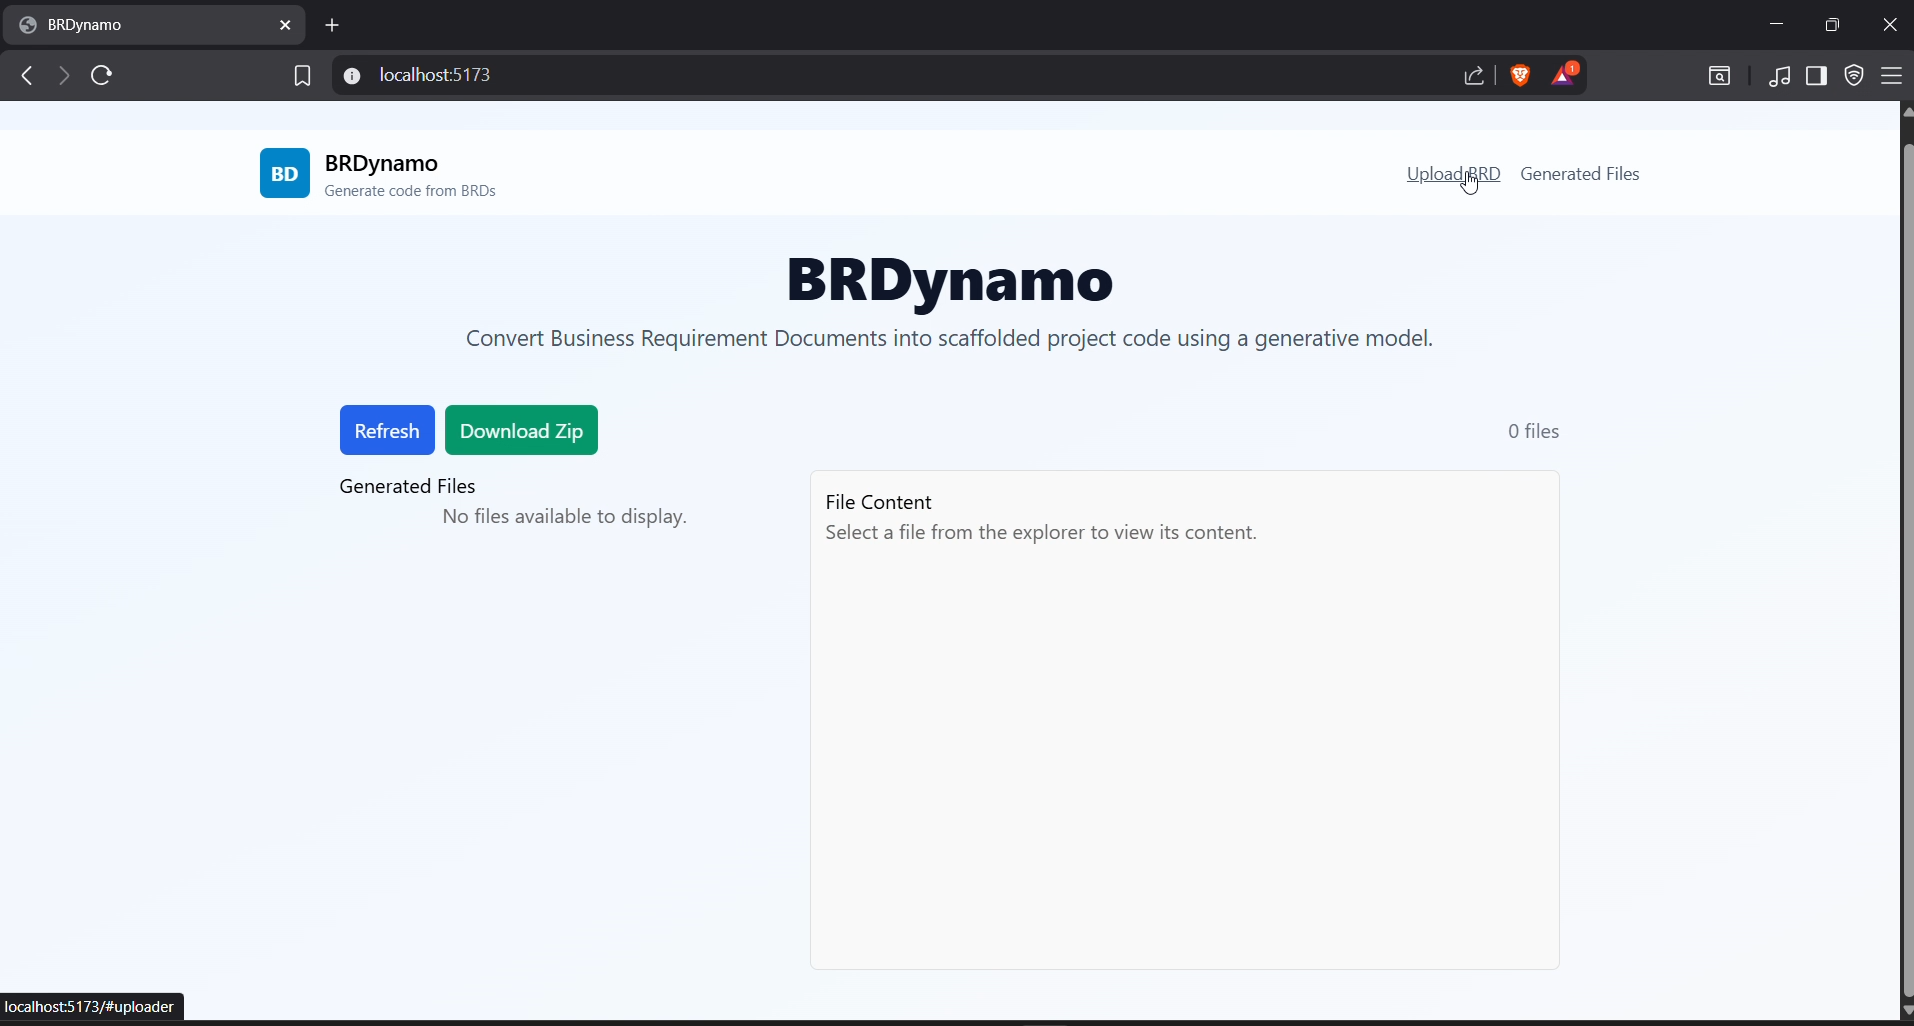 BRDynamo
localhost:5173
1
BD
BRDynamo
Generate code from BRDs
Upload BRD
Generated Files
BRDynamo
Convert Business Requirement Documents into scaffolded project code using a generative model.
Refresh
Download Zip
0 files
Generated Files
No files available to display.
File Content
Select a file from the explorer to view its content.
localhost:5173/#uploader